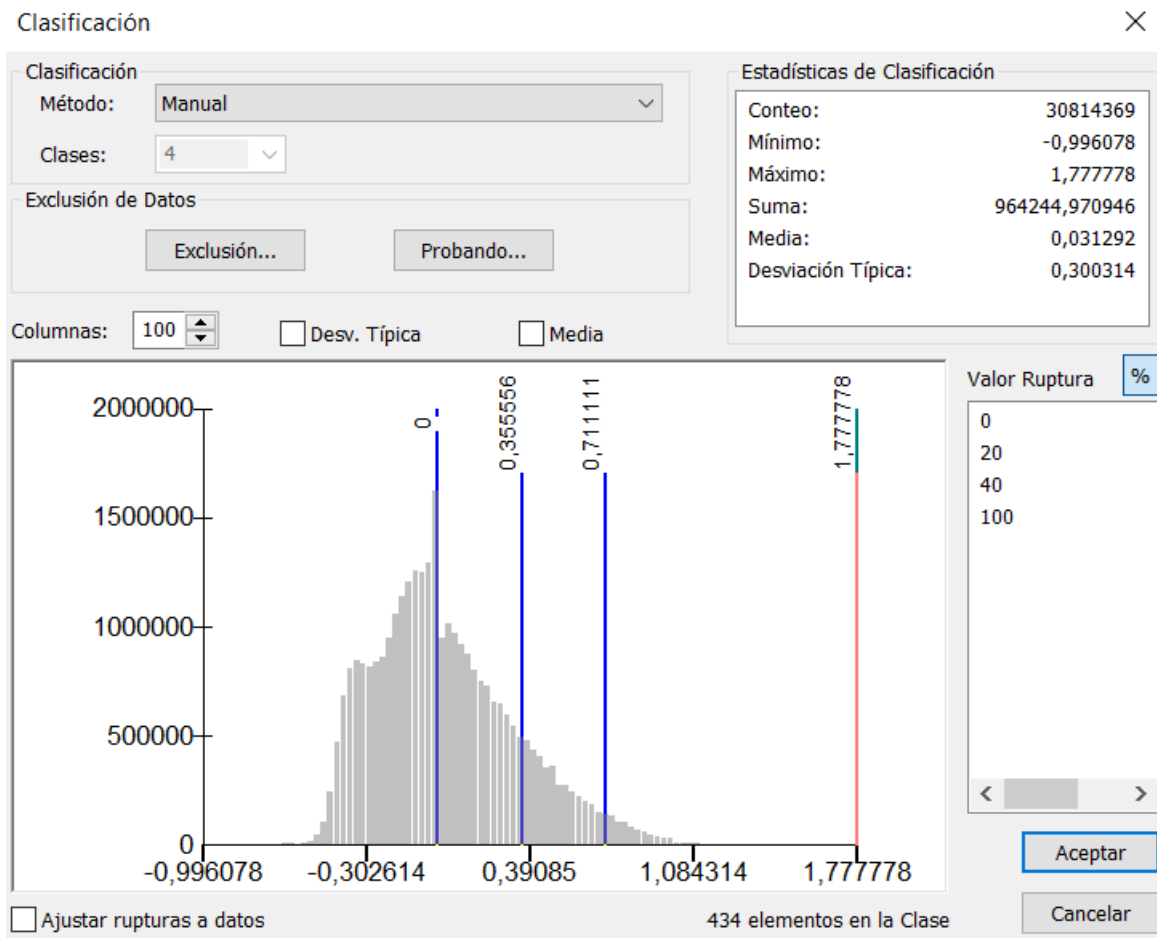 Clasificación
Clasificación
Método: Manual
Clases: 4
Exclusión de Datos
Exclusión...
Probando...
Estadísticas de Clasificación
Conteo: 30814369
Mínimo: -0,996078
Máximo: 1,777778
Suma: 964244,970946
Media: 0,031292
Desviación Típica: 0,300314
Columnas: 100
Desv. Típica
Media
Valor Ruptura %
0
20
40
100
0
0,355556
0,711111
1,777778
2000000
1500000
1000000
500000
0
-0,996078
-0,302614
0,39085
1,084314
1,777778
Ajustar rupturas a datos
434 elementos en la Clase
Aceptar
Cancelar